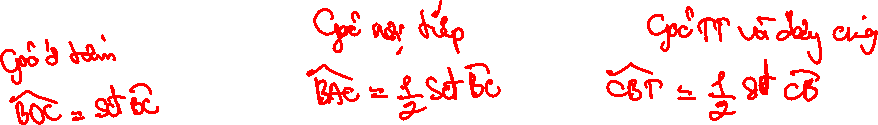 Góc nội tiếp
Góc TT và dây cung
Góc ở tâm
BOC = sđ BC
BAC = 1/2 sđ BC
CBT = 1/2 sđ CB